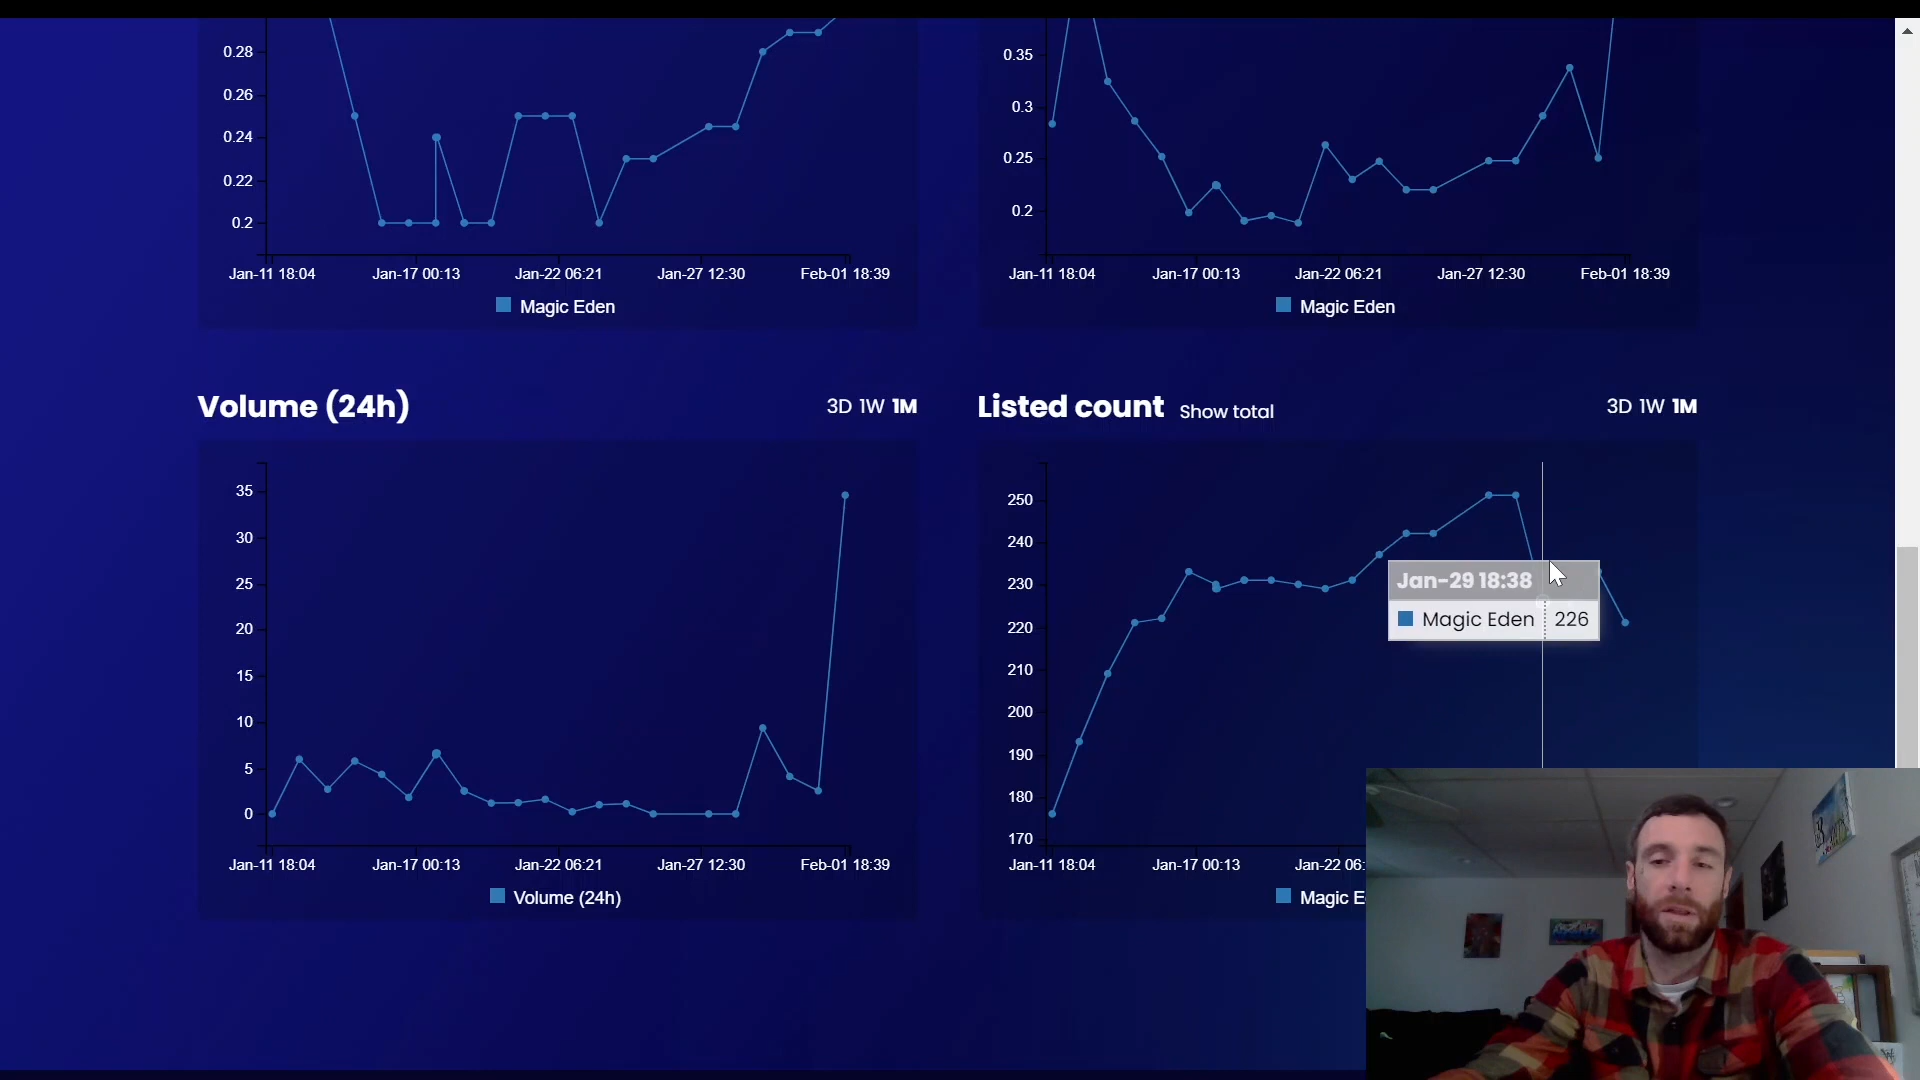 0.28
0.26
0.24
0.22
0.2
Jan-11 18:04 Jan-17 00:13 Jan-22 06:21 Jan-27 12:30 Feb-01 18:39
Magic Eden
0.35
0.3
0.25
0.2
Jan-11 18:04 Jan-17 00:13 Jan-22 06:21 Jan-27 12:30 Feb-01 18:39
Magic Eden
Volume (24h) 3D 1W 1M
35
30
25
20
15
10
5
0
Jan-11 18:04 Jan-17 00:13 Jan-22 06:21 Jan-27 12:30 Feb-01 18:39
Volume (24h)
Listed count Show total 3D 1W 1M
250
240
230
220
210
200
190
180
170
Jan-29 18:38
Magic Eden 226
Jan-11 18:04 Jan-17 00:13 Jan-22 06:
Magic E